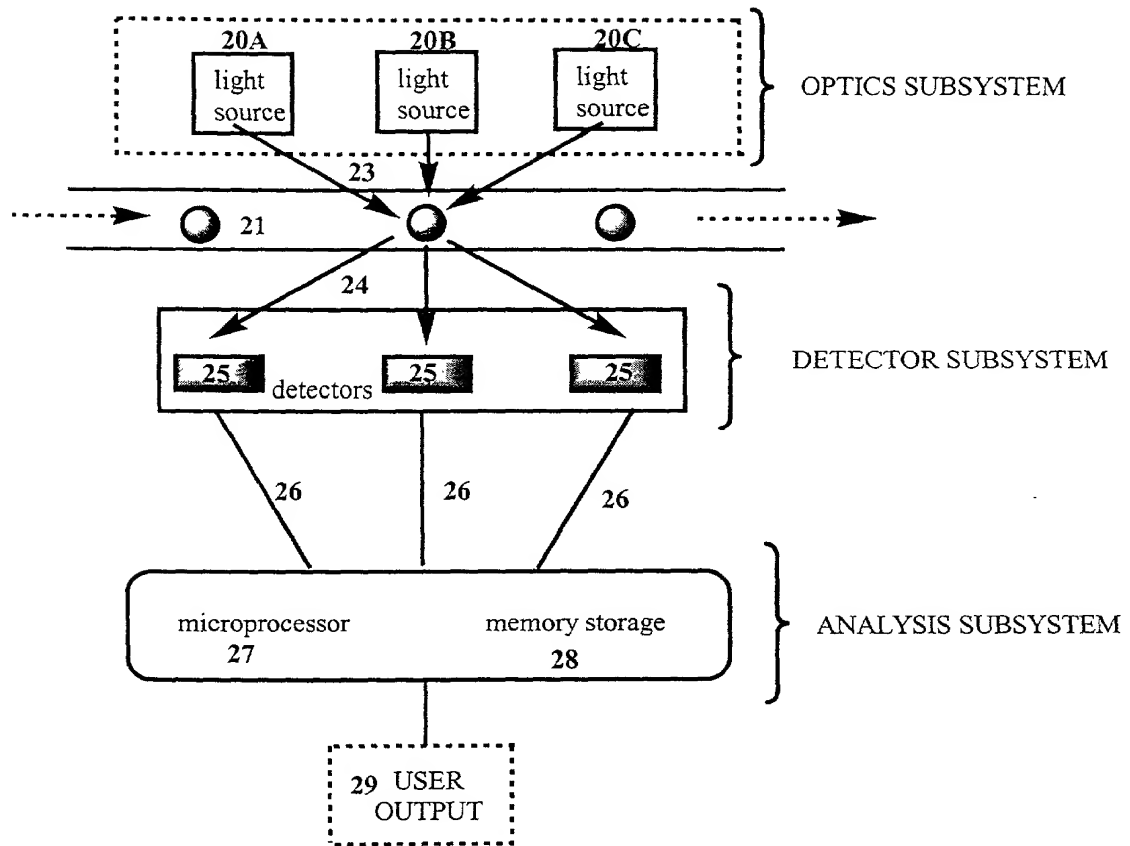 20A 20B 20C
light source
light source
light source
OPTICS SUBSYSTEM
23
21
24
25 25 25
detectors
DETECTOR SUBSYSTEM
26 26 26
microprocessor memory storage
27 28
ANALYSIS SUBSYSTEM
29 USER
OUTPUT